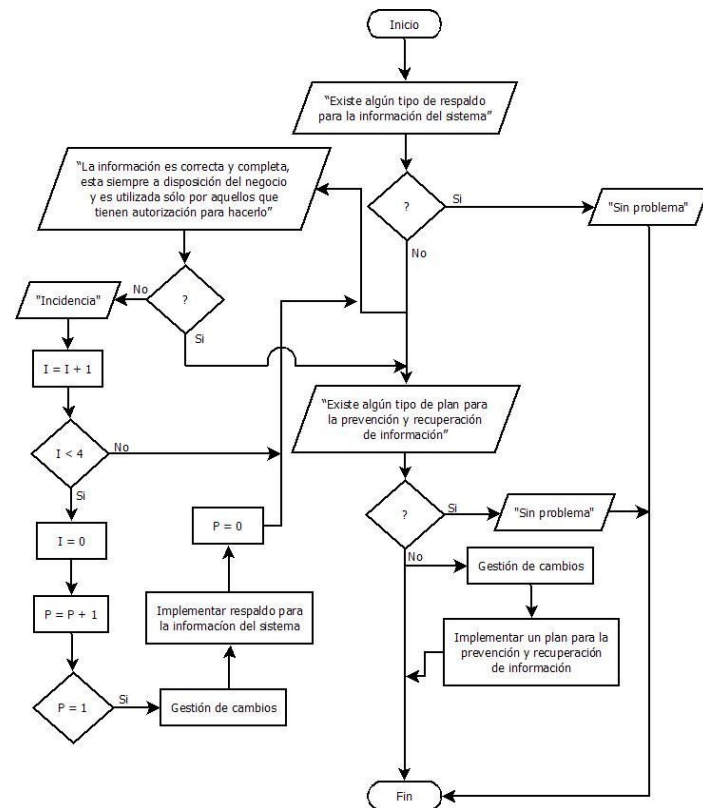 Inicio
“Existe algún tipo de respaldo
para la información del sistema”
“La información es correcta y completa,
esta siempre a disposición del negocio
y es utilizada sólo por aquellos que
tienen autorización para hacerlo”
?
Si
"Sin problema"
No
"Incidencia"
No
?
Si
I = I + 1
“Existe algún tipo de plan para
la prevención y recuperación
de información”
I < 4
No
Si
?
Si
"Sin problema"
No
I = 0
P = 0
Gestión de cambios
P = P + 1
Implementar respaldo para
la informacíon del sistema
Implementar un plan para la
prevención y recuperación
de información
P = 1
Si
Gestión de cambios
Fin